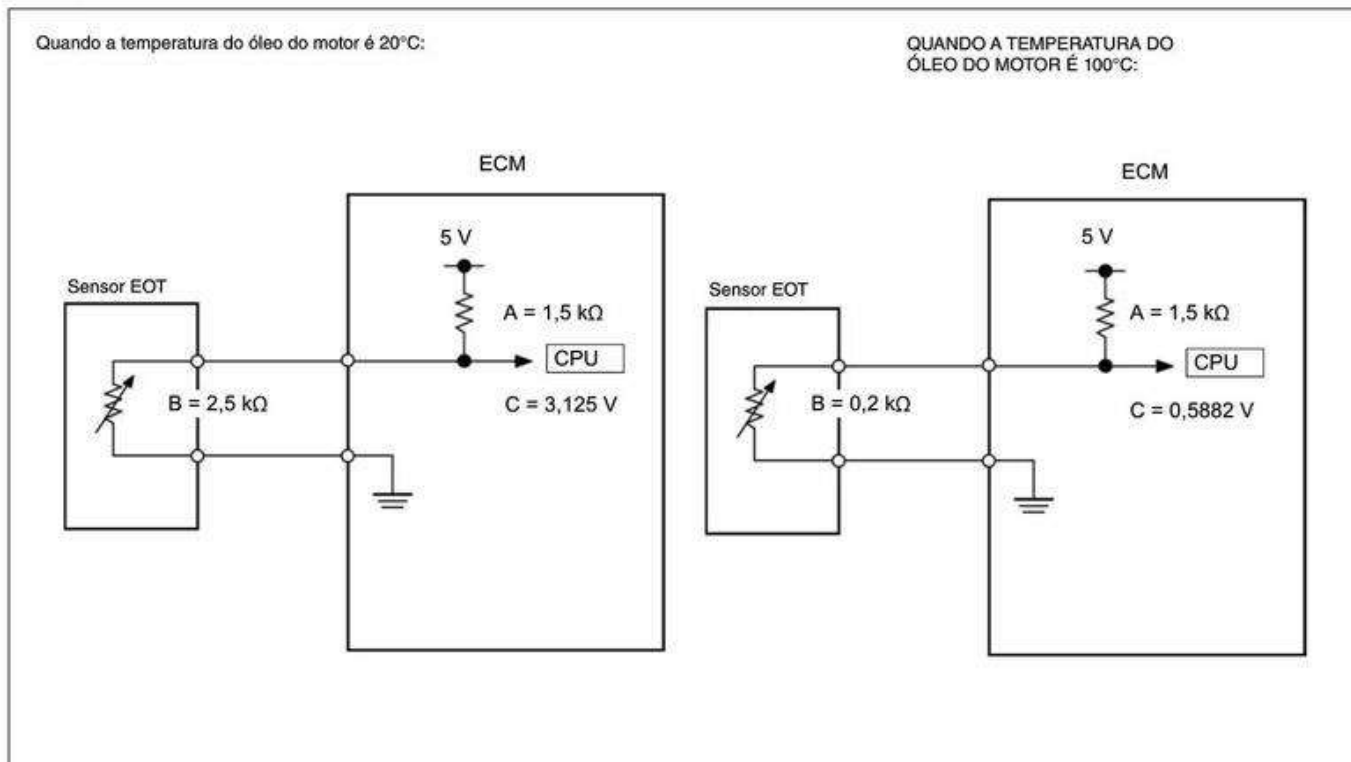 Quando a temperatura do óleo do motor é 20°C:
ECM
5 V
Sensor EOT
A = 1,5 kΩ
CPU
B = 2,5 kΩ
C = 3,125 V
QUANDO A TEMPERATURA DO
ÓLEO DO MOTOR É 100°C:
ECM
5 V
Sensor EOT
A = 1,5 kΩ
CPU
B = 0,2 kΩ
C = 0,5882 V